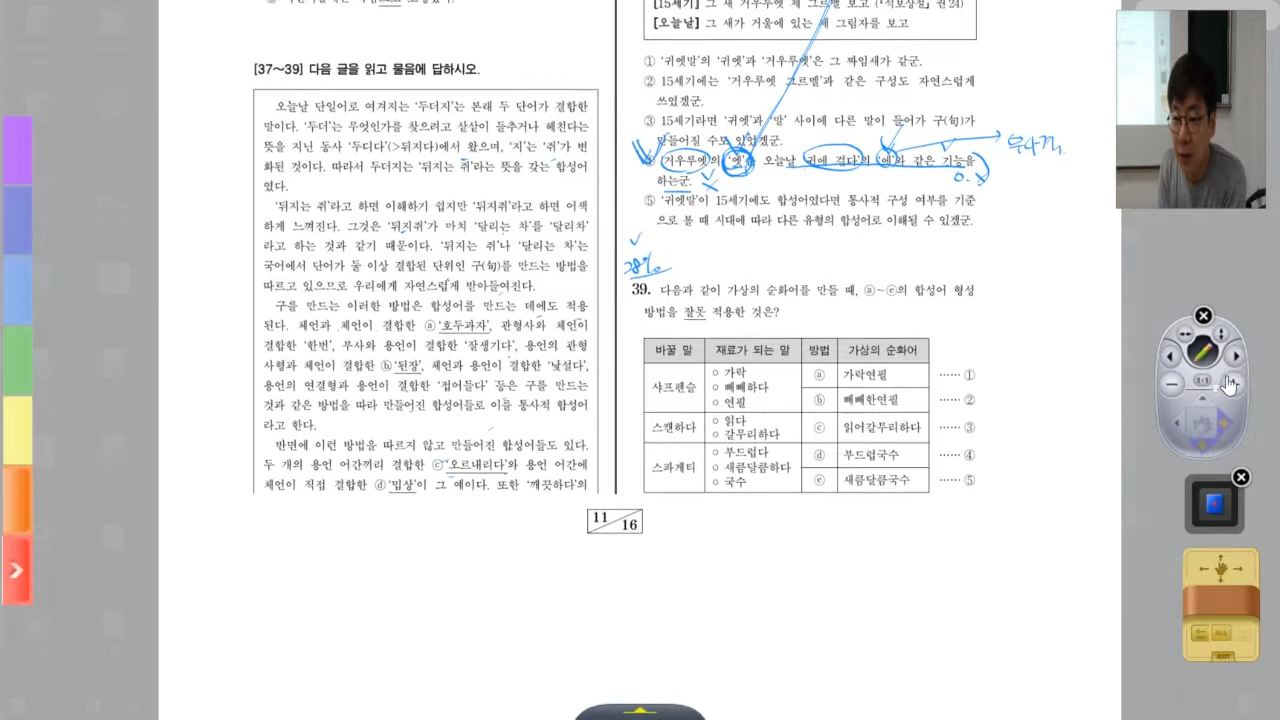 [37～39] 다음 글을 읽고 물음에 답하시오.
오늘날 단일어로 여겨지는 ‘두더지’는 본래 두 단어가 결합한
말이다. ‘두더’는 무엇인가를 찾으려고 샅샅이 들추거나 헤친다는
뜻을 지닌 동사 ‘두디다’(>뒤지다)에서 왔으며, ‘지’는 ‘쥐’가 변
화된 것이다. 따라서 두더지는 ‘뒤지는 쥐’라는 뜻을 갖는 합성어
였다.
‘뒤지는 쥐’라고 하면 이해하기 쉽지만 ‘뒤지쥐’라고 하면 어색
하게 느껴진다. 그것은 ‘뒤지쥐’가 마치 ‘달리는 차’를 ‘달리차’
라고 하는 것과 같기 때문이다. ‘뒤지는 쥐’나 ‘달리는 차’는
국어에서 단어가 둘 이상 결합된 단위인 구(句)를 만드는 방법을
따르고 있으므로 우리에게 자연스럽게 받아들여진다.
구를 만드는 이러한 방법은 합성어를 만드는 데에도 적용
된다. 체언과 체언이 결합한 ⓐ‘호두과자’, 관형사와 체언이
결합한 ‘한번’, 부사와 용언이 결합한 ‘잘생기다’, 용언의 관형
사형과 체언이 결합한 ⓑ‘된장’, 체언과 용언이 결합한 ‘낯설다’,
용언의 연결형과 용언이 결합한 ‘접어들다’ 등은 구를 만드는
것과 같은 방법을 따라 만들어진 합성어들로 이를 통사적 합성어
라고 한다.
반면에 이런 방법을 따르지 않고 만들어진 합성어들도 있다.
두 개의 용언 어간끼리 결합한 ⓒ‘오르내리다’와 용언 어간에
체언이 직접 결합한 ⓓ‘밉상’이 그 예이다. 또한 ‘깨끗하다’의
[15세기] 그 새 거우루엣 제 그르멜 보고 (『석보상절』 권24)
[오늘날] 그 새가 거울에 있는 제 그림자를 보고
① ‘귀엣말’의 ‘귀엣’과 ‘거우루엣’은 그 짜임새가 같군.
② 15세기에는 ‘거우루엣 그르멜’과 같은 구성도 자연스럽게
쓰였겠군.
③ 15세기라면 ‘귀엣’과 ‘말’ 사이에 다른 말이 들어가 구(句)가
만들어질 수도 있었겠군.
‘거우루엣’의 ‘엣’은 오늘날 ‘귀에 걸다’의 ‘에’와 같은 기능을
하는군.
⑤ ‘귀엣말’이 15세기에도 합성어였다면 통사적 구성 여부를 기준
으로 볼 때 시대에 따라 다른 유형의 합성어로 이해될 수 있겠군.
39. 다음과 같이 가상의 순화어를 만들 때, ⓐ～ⓔ의 합성어 형성
방법을 잘못 적용한 것은?
바꿀 말 재료가 되는 말 방법 가상의 순화어
샤프펜슬 ○ 가락 ○ 빼빼하다 ○ 연필 ⓐ 가락연필 …… ①
ⓑ 빼빼한연필 …… ②
스캔하다 ○ 읽다 ○ 갈무리하다 ⓒ 읽어갈무리하다 …… ③
스파게티 ○ 부드럽다 ○ 새큼달큼하다 ○ 국수 ⓓ 부드럽국수 …… ④
ⓔ 새큼달큼국수 …… ⑤
11 16